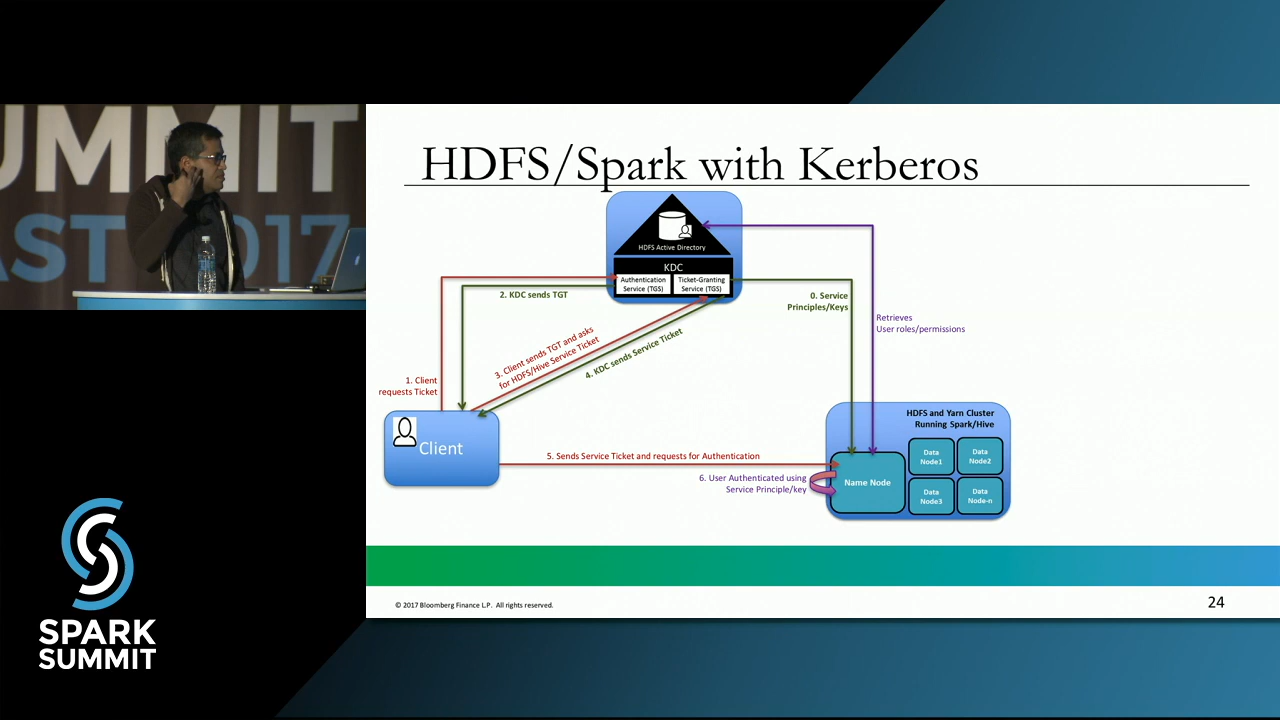 UMMIT
AST 2017
HDFS/Spark with Kerberos
HDFS Active Directory
KDC
Authentication
Service (TGS)
Ticket-Granting
Service (TGS)
2. KDC sends TGT
0. Service
Principles/Keys
Retrieves
User roles/permissions
3. Client sends TGT and asks
for HDFS/Hive Service Ticket
4. KDC sends Service Ticket
1. Client
requests Ticket
Client
HDFS and Yarn Cluster
Running Spark/Hive
5. Sends Service Ticket and requests for Authentication
6. User Authenticated using
Service Principle/key
Name Node
Data
Node1
Data
Node2
Data
Node3
Data
Node-n
© 2017 Bloomberg Finance L.P. All rights reserved.
24
SPARK
SUMMIT